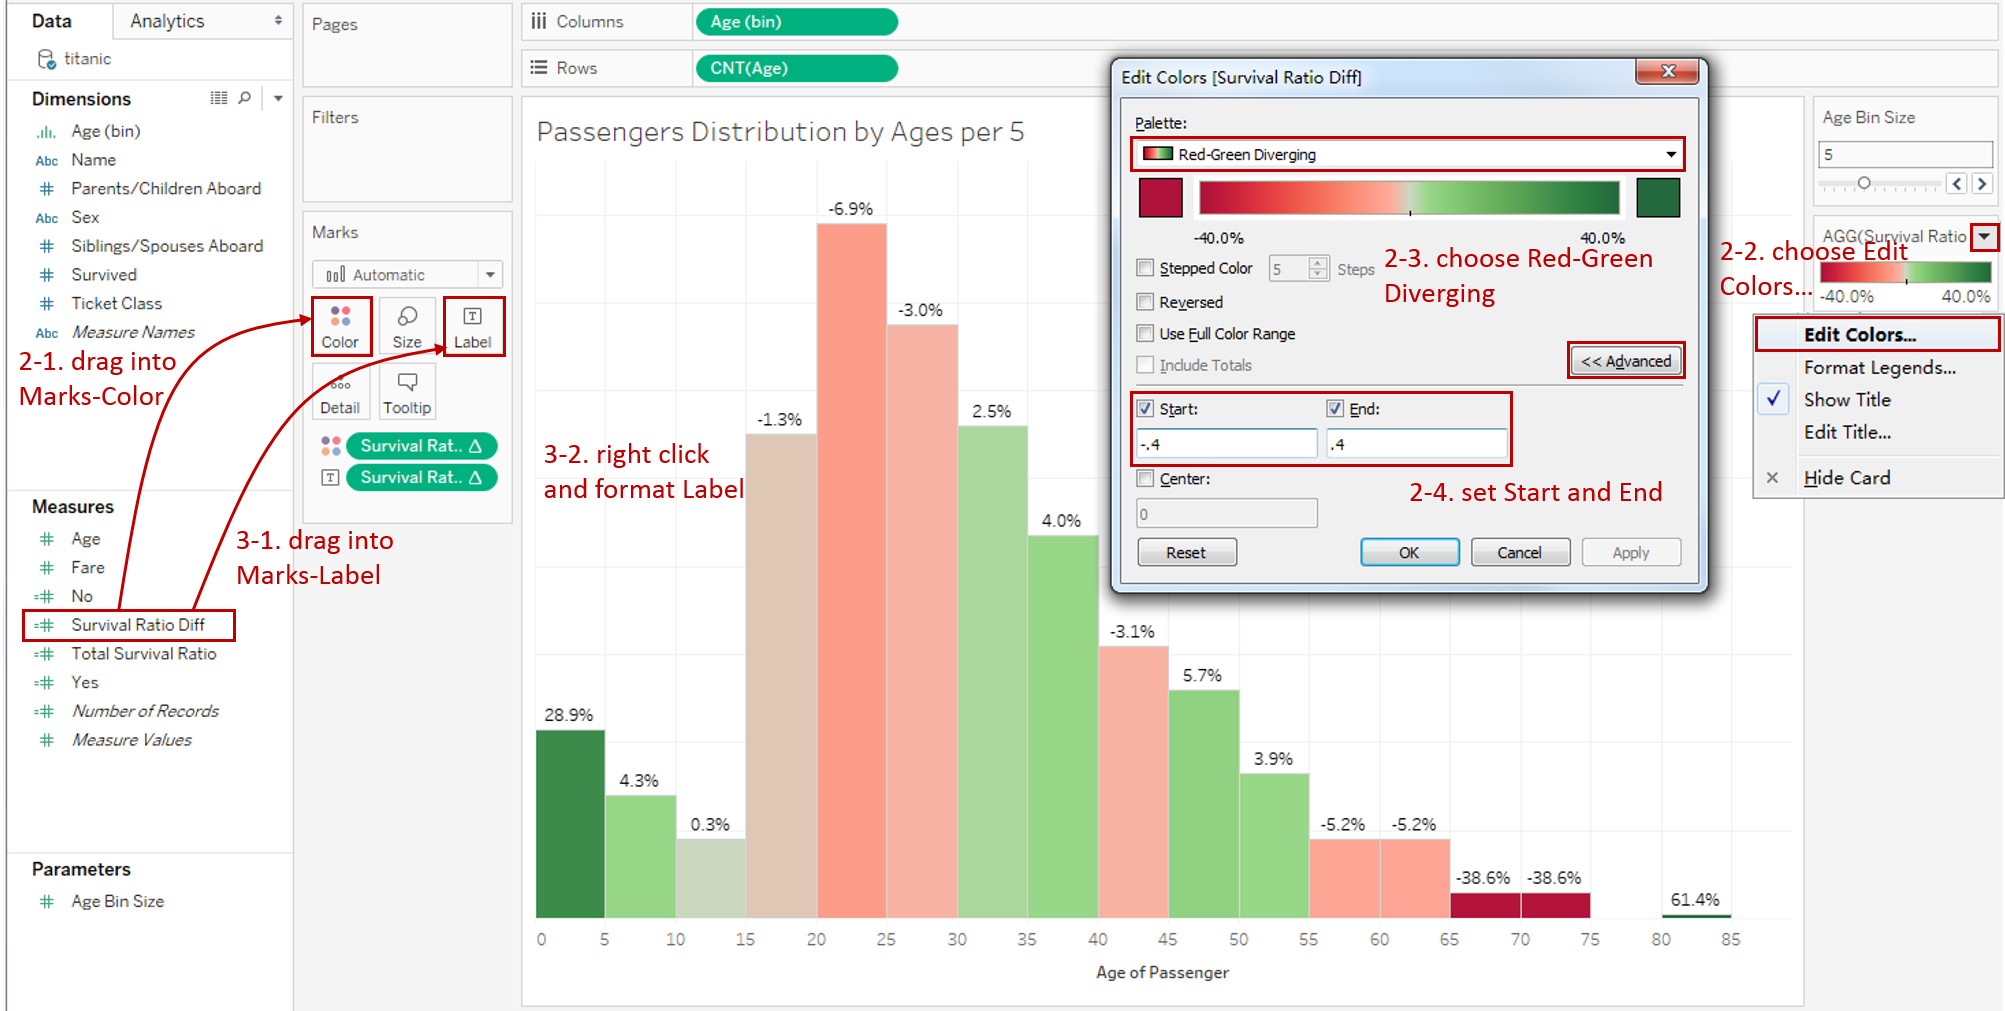 Data
Analytics
titanic
Dimensions
Age (bin)
Abc Name
Parents/Children Aboard
Abc Sex
Siblings/Spouses Aboard
Survived
Ticket Class
Abc Measure Names
2-1. drag into
Marks-Color
Measures
Age
Fare
No
Survival Ratio Diff
Total Survival Ratio
Yes
Number of Records
Measure Values
3-1. drag into
Marks-Label
Parameters
Age Bin Size
Pages
Filters
Marks
Automatic
Color
Size
Label
Detail
Tooltip
Survival Rat.. Δ
Survival Rat.. Δ
Columns
Age (bin)
Rows
CNT(Age)
Passengers Distribution by Ages per 5
28.9%
4.3%
0.3%
-1.3%
-6.9%
-3.0%
2.5%
4.0%
-3.1%
5.7%
3.9%
-5.2%
-5.2%
-38.6%
-38.6%
61.4%
3-2. right click
and format Label
0 5 10 15 20 25 30 35 40 45 50 55 60 65 70 75 80 85
Age of Passenger
Edit Colors [Survival Ratio Diff]
Palette:
Red-Green Diverging
-40.0%
40.0%
Stepped Color
5
Steps
2-3. choose Red-Green
Diverging
Reversed
Use Full Color Range
Include Totals
<< Advanced
Start:
End:
-.4
.4
Center:
0
2-4. set Start and End
Reset
OK
Cancel
Apply
Age Bin Size
5
AGG(Survival Ratio
2-2. choose Edit
Colors...
-40.0%
40.0%
Edit Colors...
Format Legends...
Show Title
Edit Title...
Hide Card